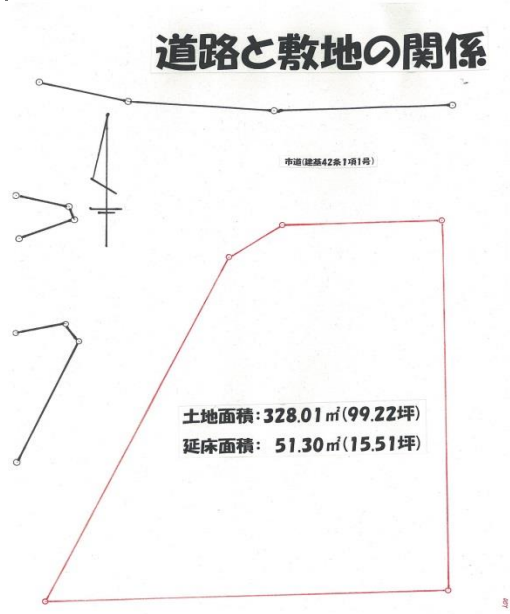 道路と敷地の関係
市道(建基42条1項1号)
土地面積:328.01㎡(99.22坪)
延床面積: 51.30㎡(15.51坪)